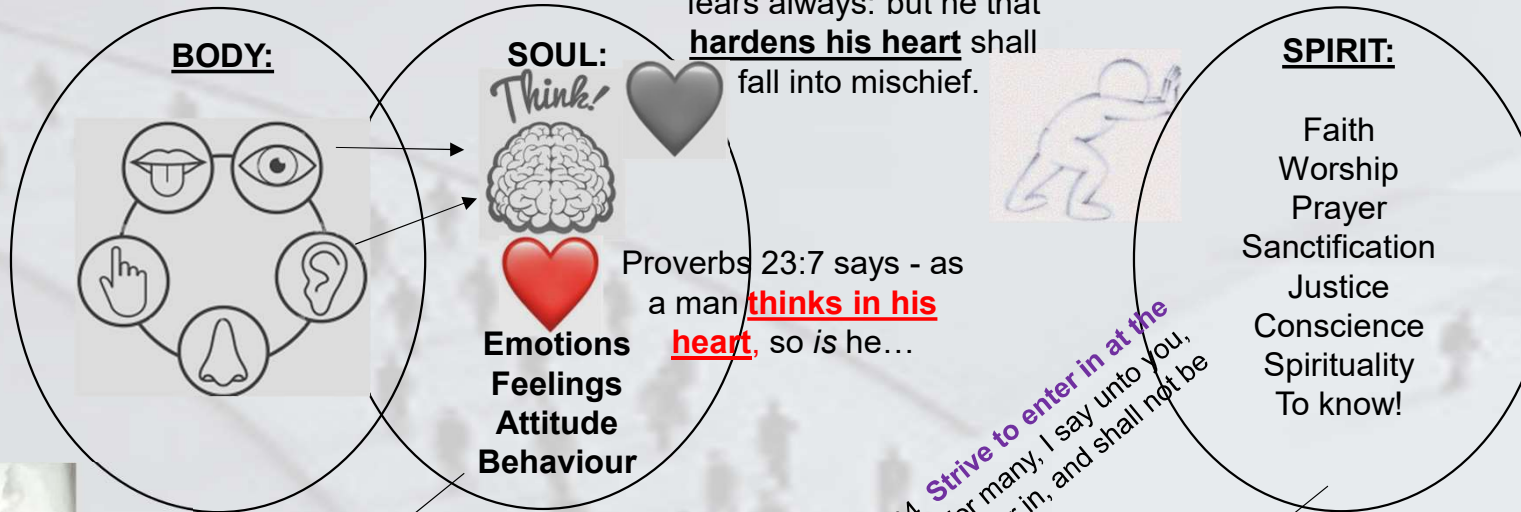 BODY:
SOUL:
Think!
Emotions
Feelings
Attitude
Behaviour
fears always: but he that
hardens his heart shall
fall into mischief.
Proverbs 23:7 says - as
a man thinks in his
heart, so is he…
Strive to enter in at the
for many, I say unto you,
in, and shall not be
SPIRIT:
Faith
Worship
Prayer
Sanctification
Justice
Conscience
Spirituality
To know!